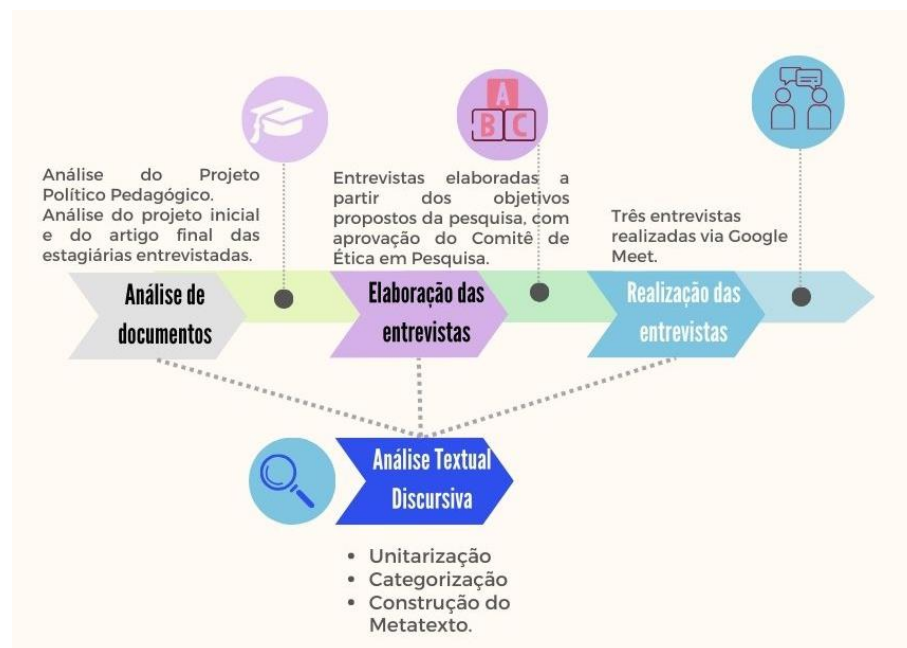 A
B C
Análise do Projeto
Político Pedagógico.
Análise do projeto inicial
e do artigo final das
estagiárias entrevistadas.
Entrevistas elaboradas a
partir dos objetivos
propostos da pesquisa, com
aprovação do Comitê de
Ética em Pesquisa.
Três entrevistas
realizadas via Google
Meet.
Análise de
documentos
Elaboração das
entrevistas
Realização das
entrevistas
Análise Textual
Discursiva
• Unitarização
• Categorização
• Construção do
Metatexto.